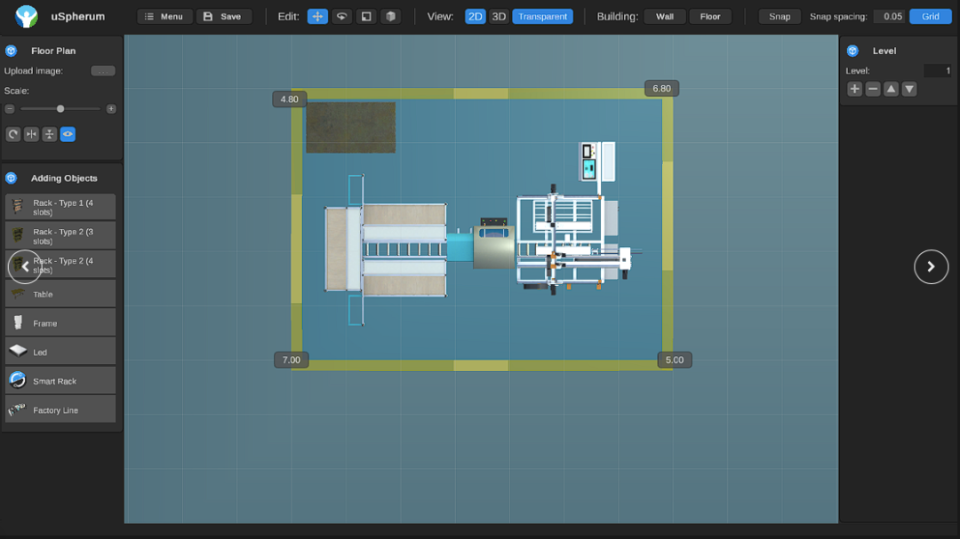 uSpherum
Menu
Save
Edit:
View:
2D
3D
Transparent
Building:
Wall
Floor
Snap
Snap spacing:
0.05
Grid
Floor Plan
Upload image:
...
Scale:
Adding Objects
Rack - Type 1 (4
slots)
Rack - Type 2 (3
slots)
Rack - Type 2 (4
slots)
Table
Frame
Led
Smart Rack
Factory Line
4.80
6.80
7.00
5.00
Level
Level:
1